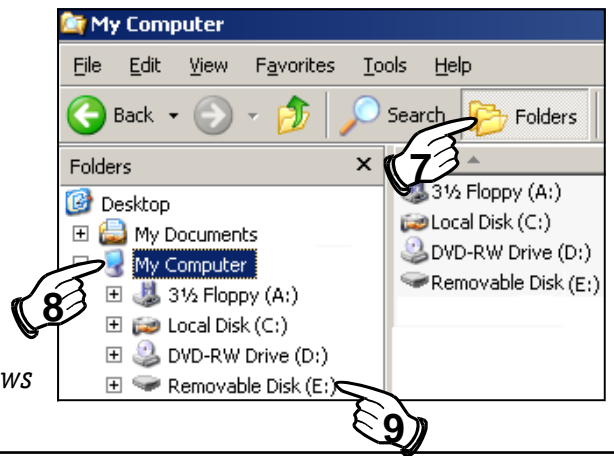 My Computer
File Edit View Favorites Tools Help
Back Search Folders
7
Folders x
Desktop
My Documents
My Computer
8
3½ Floppy (A:)
Local Disk (C:)
DVD-RW Drive (D:)
Removable Disk (E:)
9
3½ Floppy (A:)
Local Disk (C:)
DVD-RW Drive (D:)
Removable Disk (E:)
ws